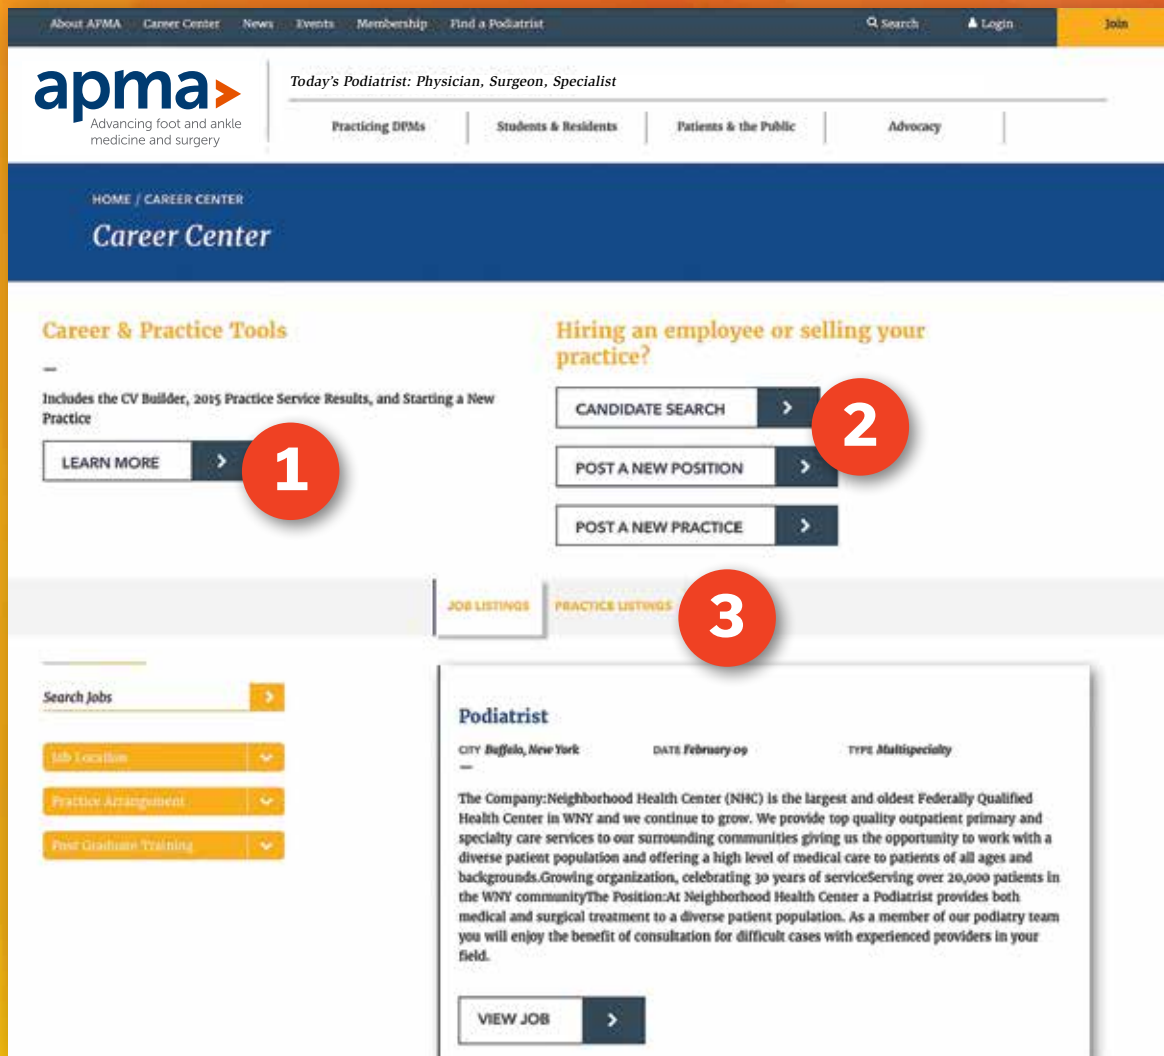 About APMA Career Center News Events Membership Find a Podiatrist Search Login Join
apma
Advancing foot and ankle
medicine and surgery
Today's Podiatrist: Physician, Surgeon, Specialist
Practicing DPMs Students & Residents Patients & the Public Advocacy
HOME / CAREER CENTER
Career Center
Career & Practice Tools
Includes the CV Builder, 2015 Practice Service Results, and Starting a New
Practice
LEARN MORE
1
Hiring an employee or selling your
practice?
CANDIDATE SEARCH
2
POST A NEW POSITION
POST A NEW PRACTICE
JOB LISTINGS PRACTICE LISTINGS
3
Search Jobs
Job Location
Practice Arrangement
Post Graduate Training
Podiatrist
CITY Buffalo, New York DATE February 09 TYPE Multispecialty
The Company:Neighborhood Health Center (NHC) is the largest and oldest Federally Qualified
Health Center in WNY and we continue to grow. We provide top quality outpatient primary and
specialty care services to our surrounding communities giving us the opportunity to work with a
diverse patient population and offering a high level of medical care to patients of all ages and
backgrounds.Growing organization, celebrating 30 years of serviceServing over 20,000 patients in
the WNY communityThe Position:At Neighborhood Health Center a Podiatrist provides both
medical and surgical treatment to a diverse patient population. As a member of our podiatry team
you will enjoy the benefit of consultation for difficult cases with experienced providers in your
field.
VIEW JOB